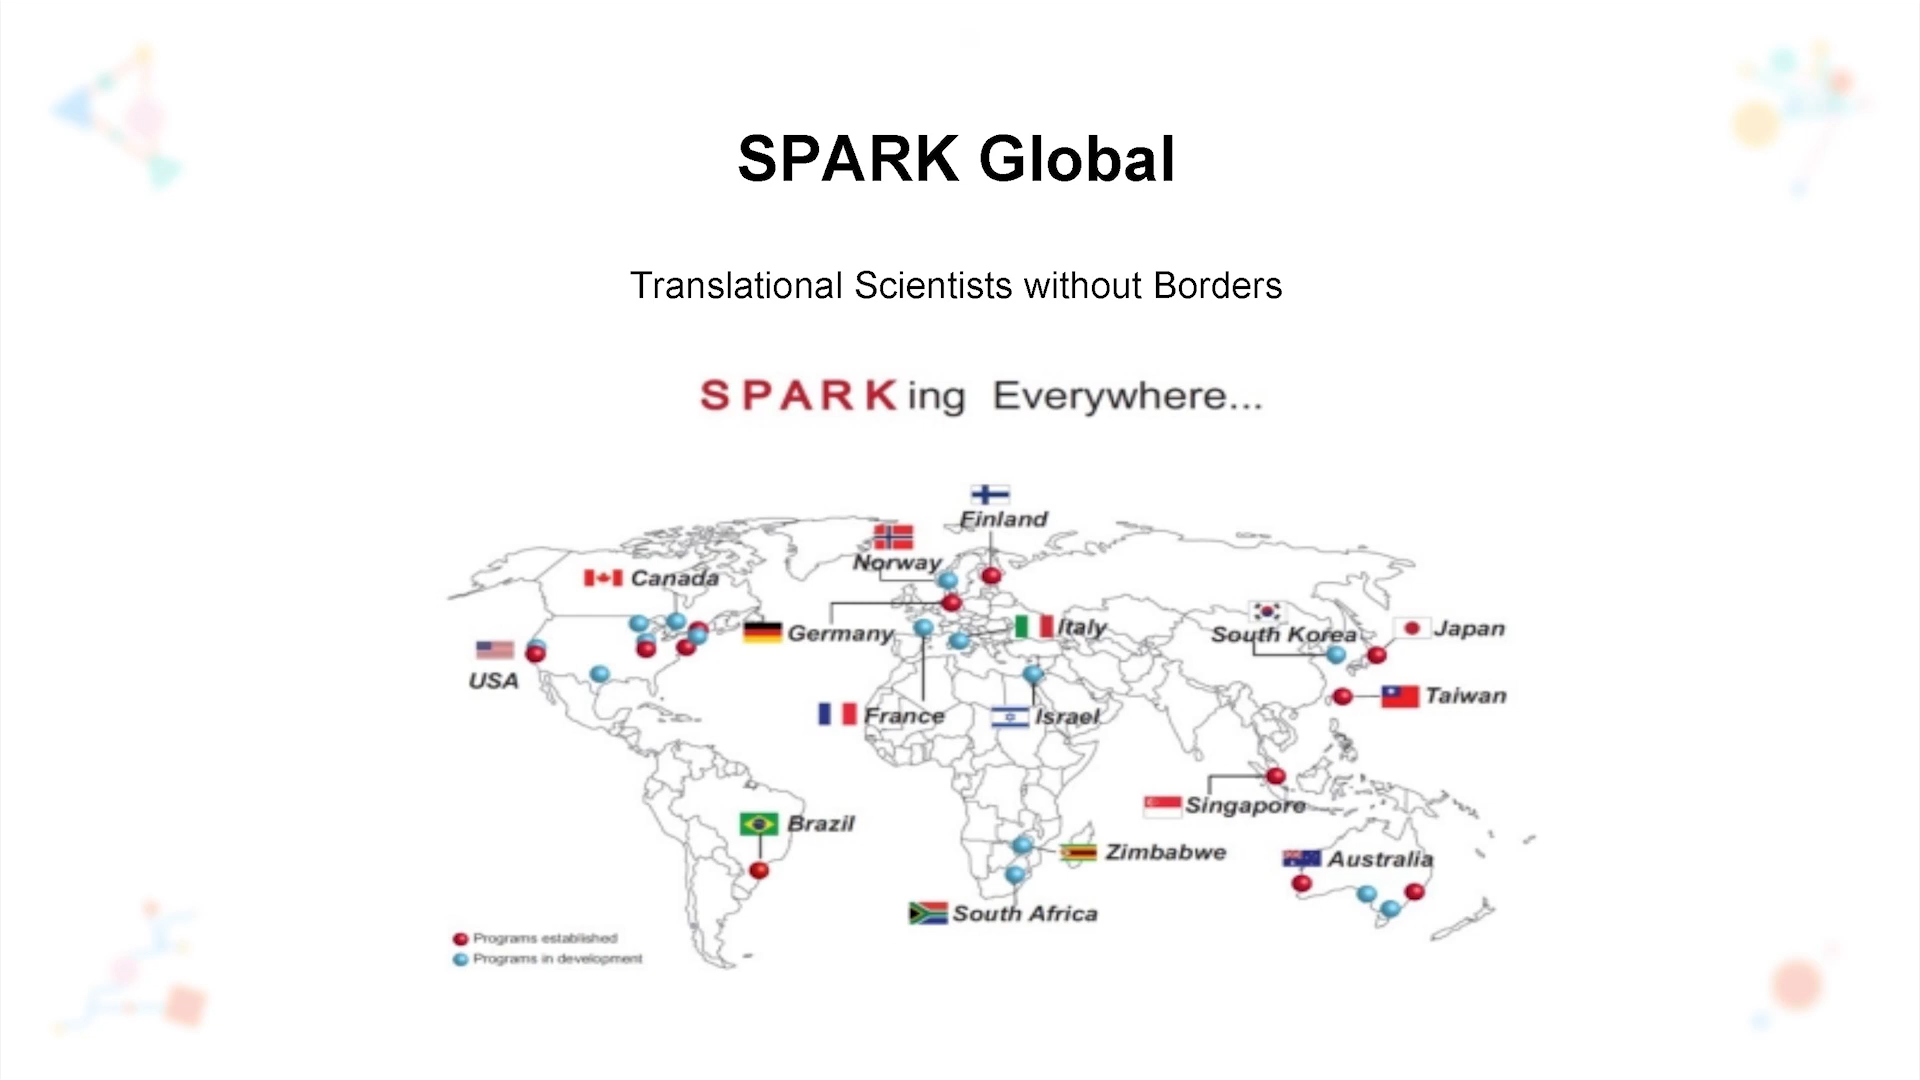 SPARK Global
Translational Scientists without Borders
SPARKing Everywhere...
Finland
Norway
Canada
Germany
Italy
South Korea
Japan
USA
France
Israel
Taiwan
Singapore
Brazil
Zimbabwe
Australia
South Africa
Programs established
Programs in development